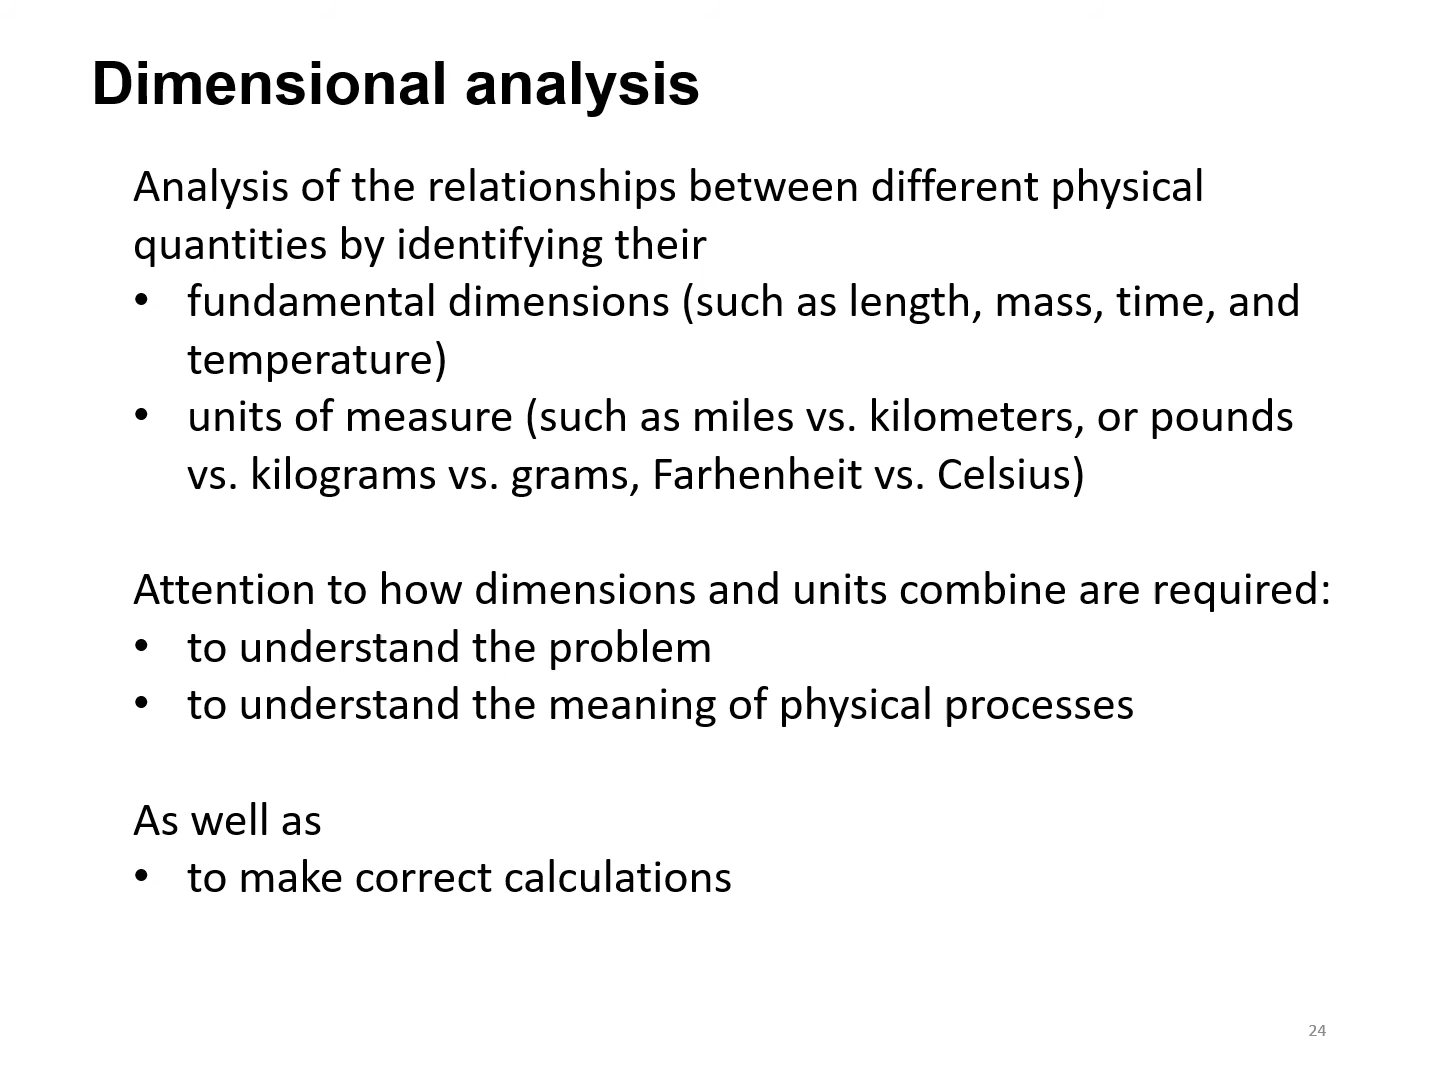 Dimensional analysis
Analysis of the relationships between different physical
quantities by identifying their
• fundamental dimensions (such as length, mass, time, and
temperature)
• units of measure (such as miles vs. kilometers, or pounds
vs. kilograms vs. grams, Farhenheit vs. Celsius)
Attention to how dimensions and units combine are required:
• to understand the problem
• to understand the meaning of physical processes
As well as
• to make correct calculations
24